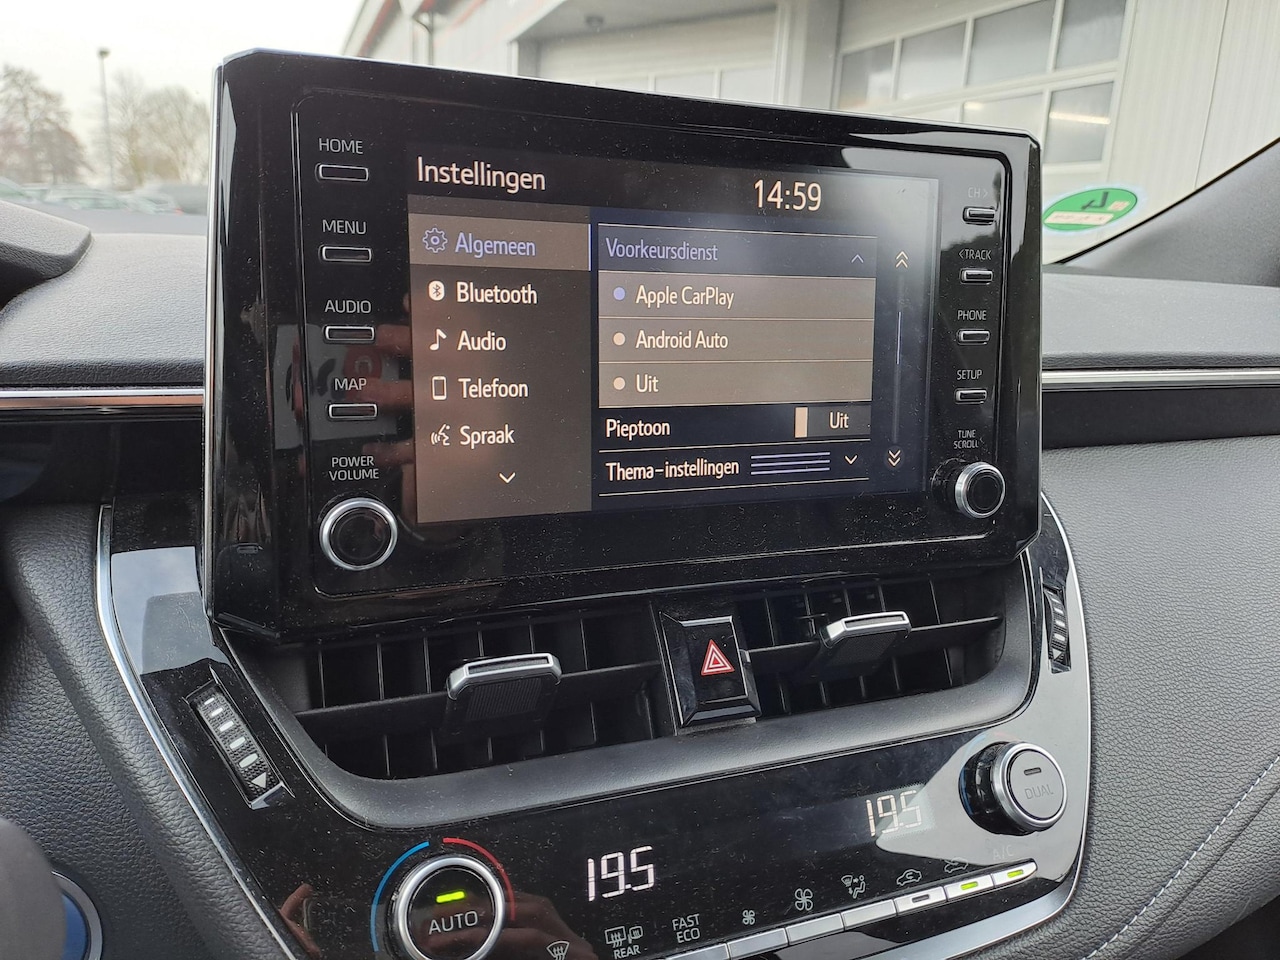 HOME
MENU
AUDIO
MAP
POWER
VOLUME
Instellingen
14:59
Algemeen
Bluetooth
Audio
Telefoon
Spraak
Voorkeursdienst
Apple CarPlay
Android Auto
Uit
Pieptoon
Uit
Thema-instellingen
CH >
< TRACK
PHONE
SETUP
TUNE
SCROLL
19.5
19.5
DUAL
A/C
AUTO
REAR
FAST
ECO